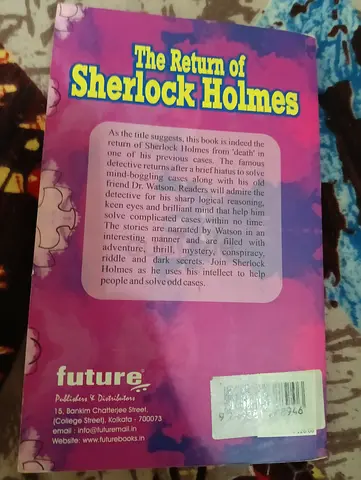 The Return of
Sherlock Holmes
As the title suggests, this book is indeed the
return of Sherlock Holmes from 'death' in
one of his previous cases. The famous
detective returns after a brief hiatus to solve
mind-boggling cases along with his old
friend Dr. Watson. Readers will admire the
detective for his sharp logical reasoning,
keen eyes and brilliant mind that help him
solve complicated cases within no time.
The stories are narrated by Watson in an
interesting manner and are filled with
adventure, thrill, mystery, conspiracy,
riddle and dark secrets. Join Sherlock
Holmes as he uses his intellect to help
people and solve odd cases.
future
Publishers & Distributors
15, Bankim Chatterjee Street,
(College Street), Kolkata - 700073
email : info@futuremail.in
Website: www.futurebooks.in